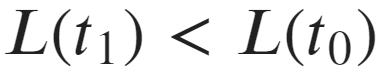 L(t₁) < L(t₀)